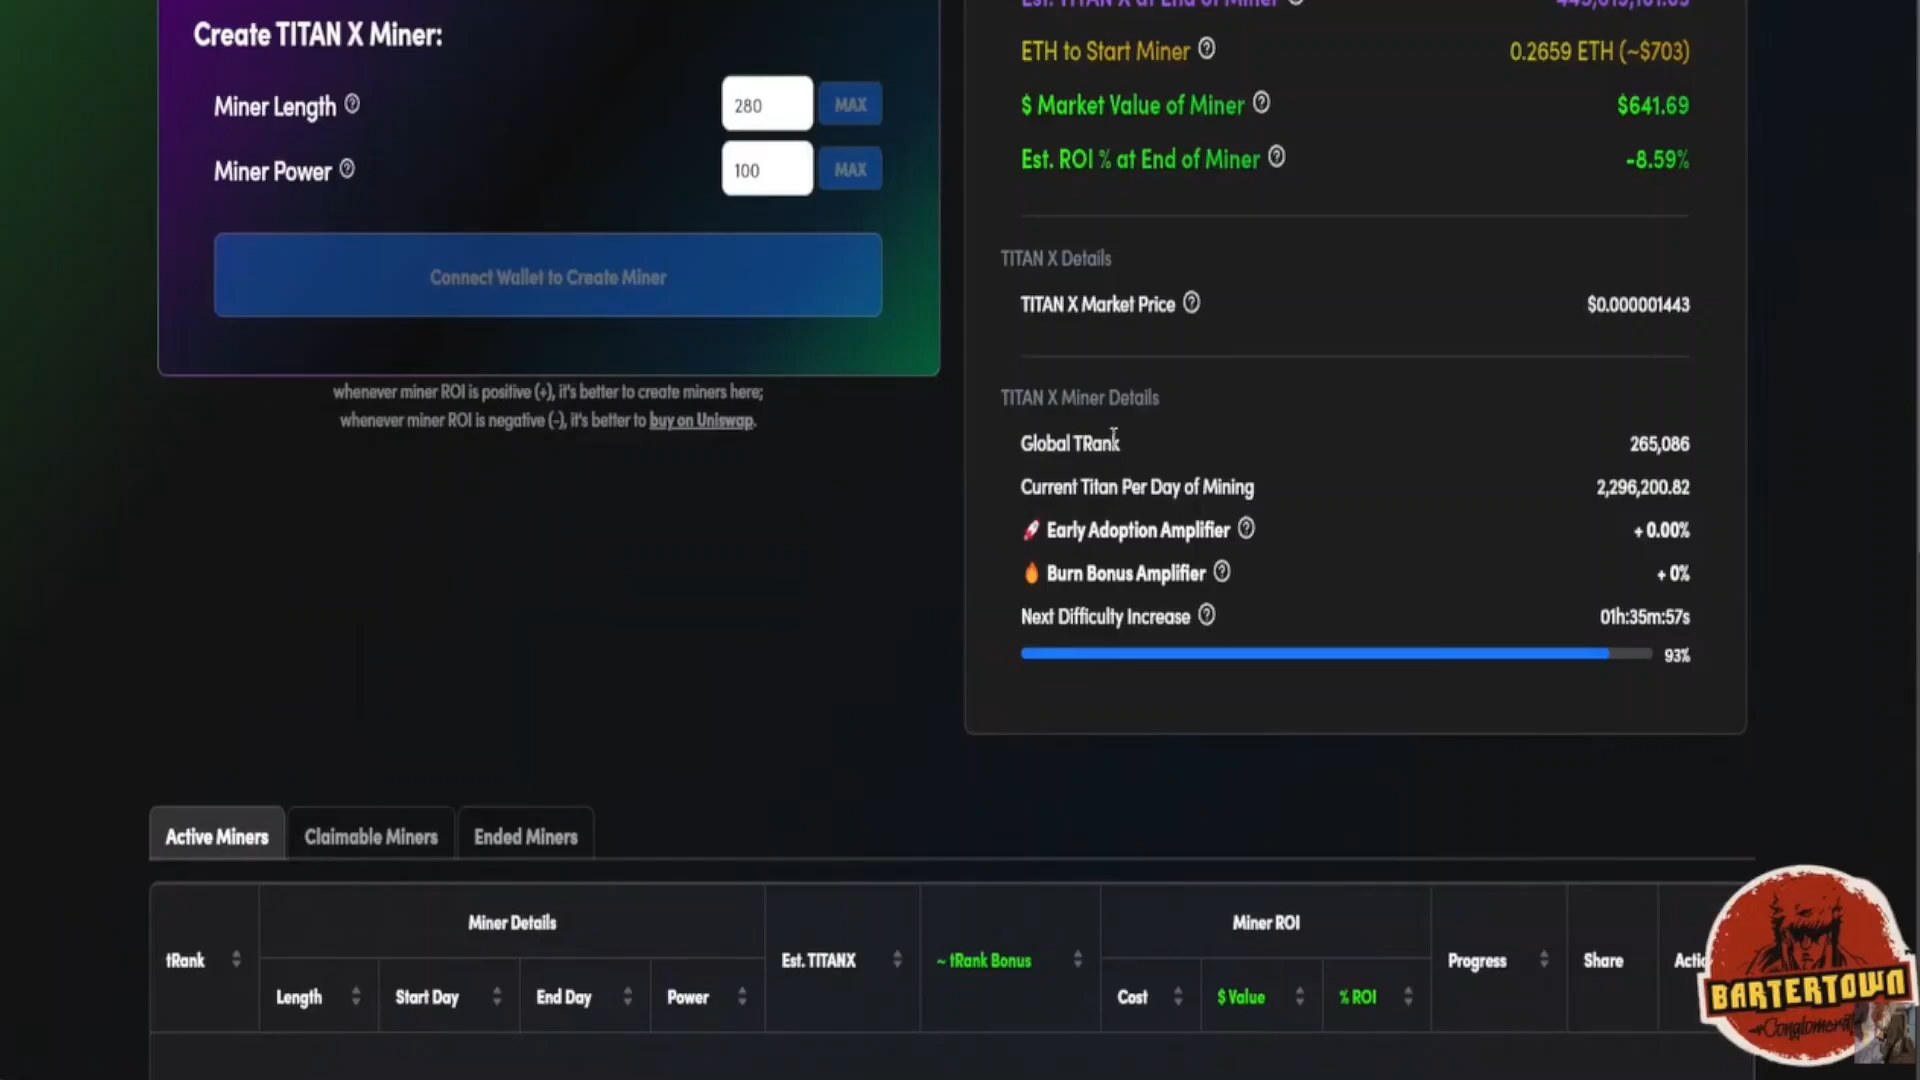 Create TITAN X Miner:
Miner Length
280
MAX
Miner Power
100
MAX
Connect Wallet to Create Miner
whenever miner ROI is positive (+), it's better to create miners here;
whenever miner ROI is negative (-), it's better to buy on Uniswap.
Est. TITAN X at End of Miner
ETH to Start Miner
0.2659 ETH (~$703)
$ Market Value of Miner
$641.69
Est. ROI % at End of Miner
-8.59%
TITAN X Details
TITAN X Market Price
$0.000001443
TITAN X Miner Details
Global TRank
265,086
Current Titan Per Day of Mining
2,296,200.82
🚀 Early Adoption Amplifier
+ 0.00%
🔥 Burn Bonus Amplifier
+ 0%
Next Difficulty Increase
01h:35m:57s
93%
Active Miners
Claimable Miners
Ended Miners
tRank
Miner Details
Length
Start Day
End Day
Power
Est. TITANX
~ tRank Bonus
Miner ROI
Cost
$ Value
% ROI
Progress
Share
BARTERTOWN